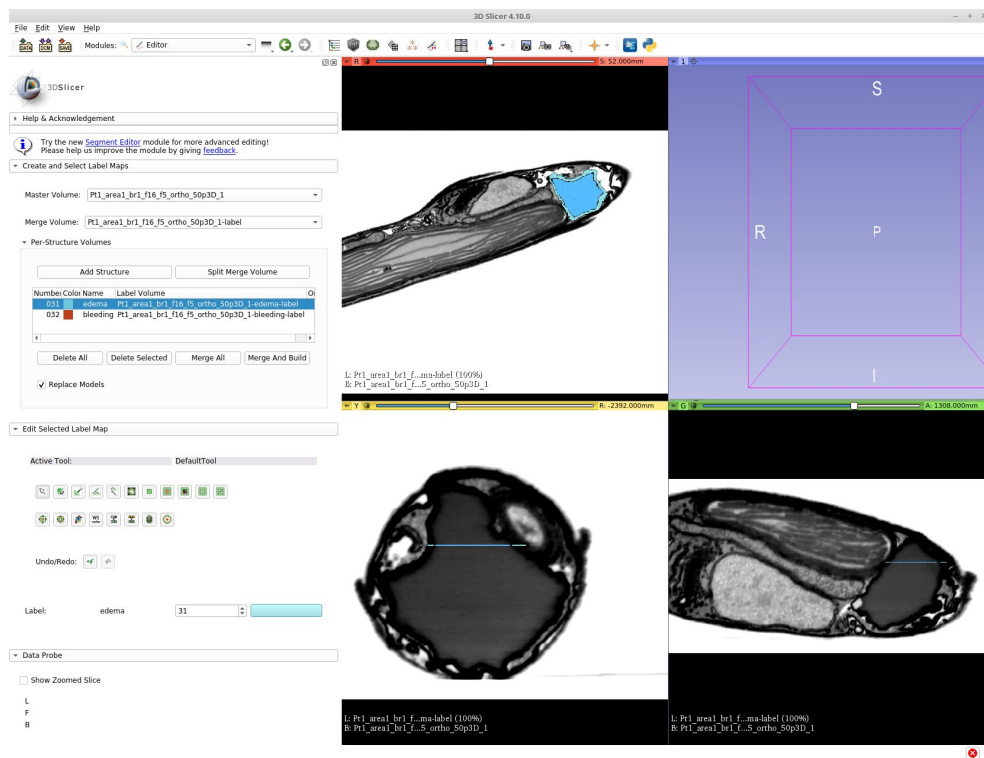 3D Slicer 4.10.0
File Edit View Help
DATA DCM SAVE Modules: Editor
3DSlicer
Help & Acknowledgement
Try the new Segment Editor module for more advanced editing!
Please help us improve the module by giving feedback.
Create and Select Label Maps
Master Volume: Pt1_area1_br1_f16_f5_ortho_50p3D_1
Merge Volume: Pt1_area1_br1_f16_f5_ortho_50p3D_1-label
Per-Structure Volumes
Add Structure Split Merge Volume
Number Color Name Label Volume
031 edema Pt1_area1_br1_f16_f5_ortho_50p3D_1-edema-label
032 bleeding Pt1_area1_br1_f16_f5_ortho_50p3D_1-bleeding-label
Delete All Delete Selected Merge All Merge And Build
Replace Models
Edit Selected Label Map
Active Tool: DefaultTool
WS
Undo/Redo:
Label: edema 31
Data Probe
Show Zoomed Slice
L
F
B
R S: 52.000mm
L: Pt1_area1_br1_f...ma-label (100%)
B: Pt1_area1_br1_f...5_ortho_50p3D_1
1
S
R P
I
Y R: -2392.000mm
L: Pt1_area1_br1_f...ma-label (100%)
B: Pt1_area1_br1_f...5_ortho_50p3D_1
G A: 1308.000mm
L: Pt1_area1_br1_f...ma-label (100%)
B: Pt1_area1_br1_f...5_ortho_50p3D_1